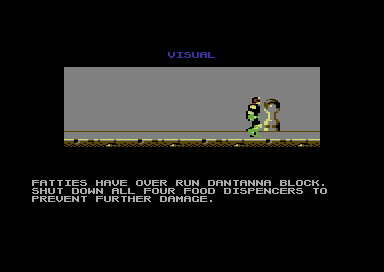 VISUAL
FATTIES HAVE OVER RUN DANTANNA BLOCK.
SHUT DOWN ALL FOUR FOOD DISPENCERS TO
PREVENT FURTHER DAMAGE.